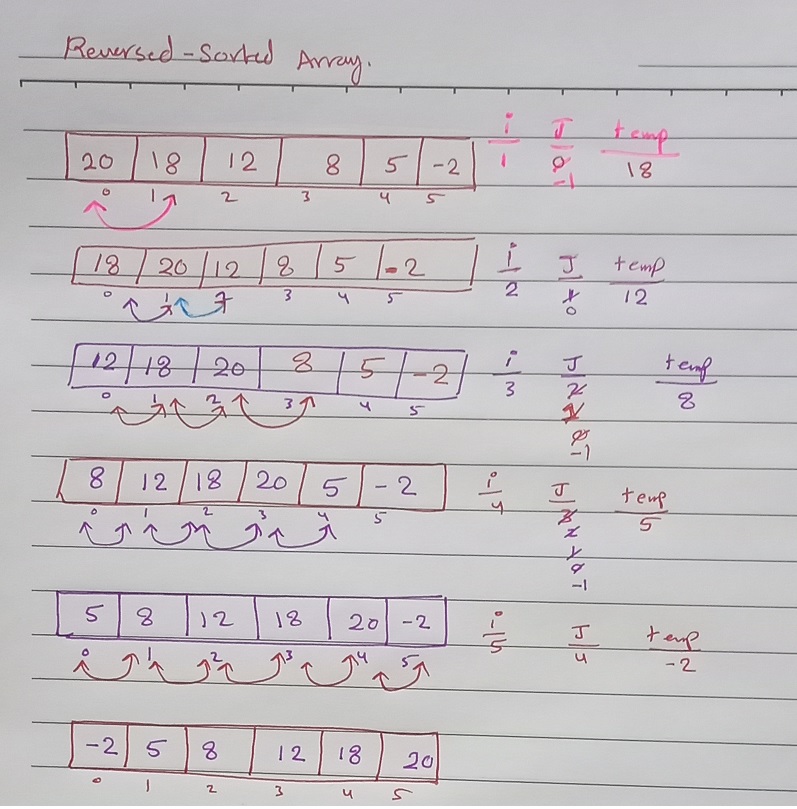 Reversed-Sorted Array.
i J temp
20 18 12 8 5 -2 1 0 18
-1
0 1 2 3 4 5
i J temp
18 20 12 8 5 -2 2 1 12
0 1 2 3 4 5 0
i J temp
12 18 20 8 5 -2 3 2 8
0 1 2 3 4 5 1
0
-1
i J temp
8 12 18 20 5 -2 4 3 5
0 1 2 3 4 5 2
1
0
-1
i J temp
5 8 12 18 20 -2 5 4 -2
0 1 2 3 4 5
-2 5 8 12 18 20
0 1 2 3 4 5